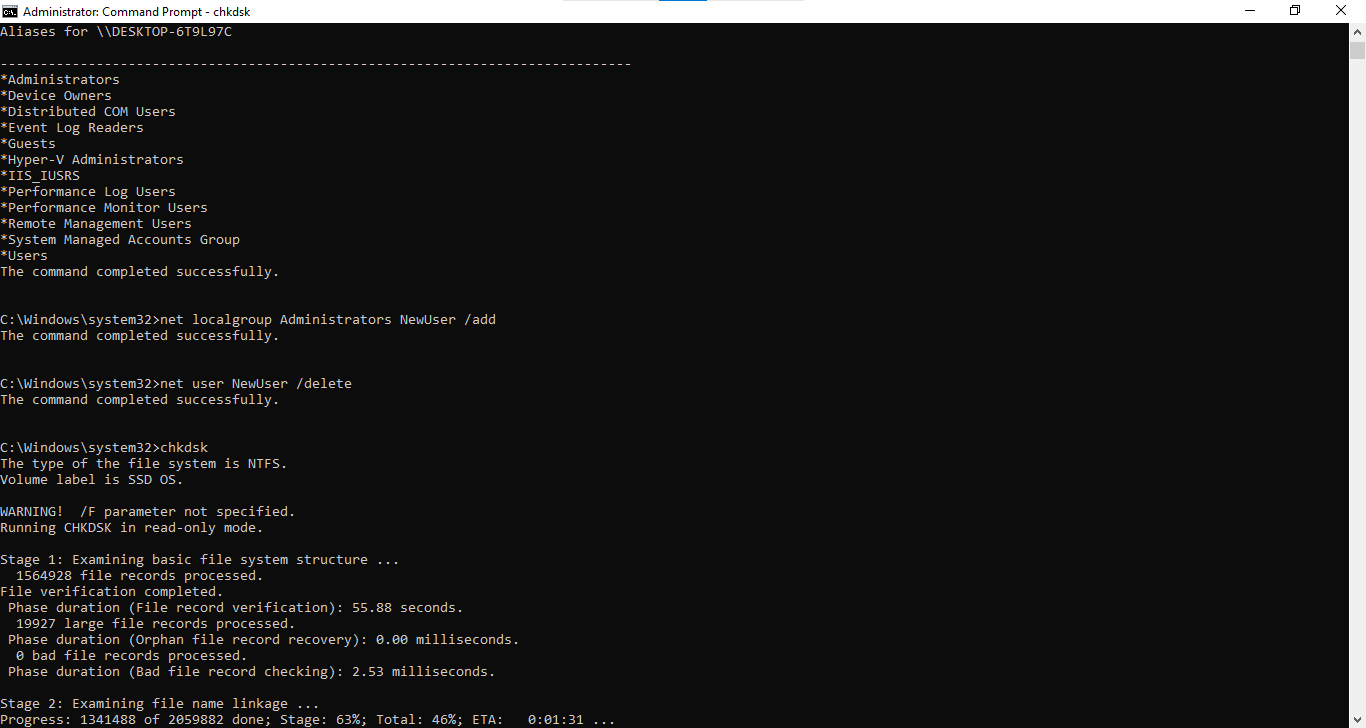 Administrator: Command Prompt - chkdsk
Aliases for \\DESKTOP-6T9L97C
-------------------------------------------------------------------------------
*Administrators
*Device Owners
*Distributed COM Users
*Event Log Readers
*Guests
*Hyper-V Administrators
*IIS_IUSRS
*Performance Log Users
*Performance Monitor Users
*Remote Management Users
*System Managed Accounts Group
*Users
The command completed successfully.
C:\Windows\system32>net localgroup Administrators NewUser /add
The command completed successfully.
C:\Windows\system32>net user NewUser /delete
The command completed successfully.
C:\Windows\system32>chkdsk
The type of the file system is NTFS.
Volume label is SSD OS.
WARNING!  /F parameter not specified.
Running CHKDSK in read-only mode.
Stage 1: Examining basic file system structure ...
  1564928 file records processed.
File verification completed.
 Phase duration (File record verification): 55.88 seconds.
  19927 large file records processed.
 Phase duration (Orphan file record recovery): 0.00 milliseconds.
  0 bad file records processed.
 Phase duration (Bad file record checking): 2.53 milliseconds.
Stage 2: Examining file name linkage ...
Progress: 1341488 of 2059882 done; Stage: 63%; Total: 46%; ETA:   0:01:31 ...